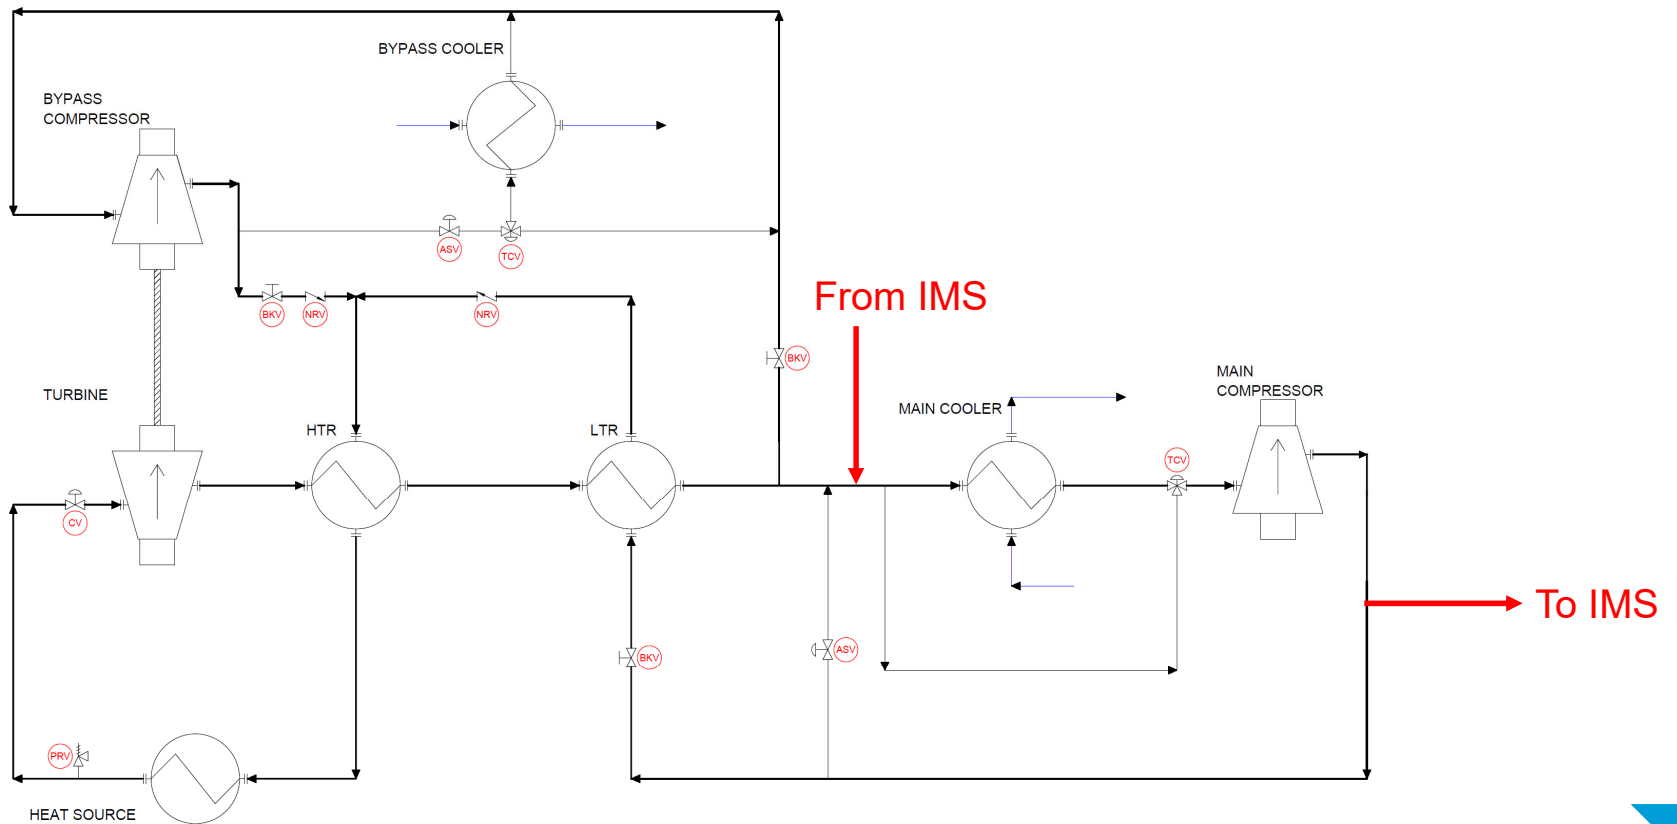 BYPASS COOLER
BYPASS
COMPRESSOR
ASV
TCV
From IMS
BKV
NRV
NRV
BKV
MAIN
COMPRESSOR
TURBINE
MAIN COOLER
HTR
LTR
TCV
CV
To IMS
ASV
BKV
PRV
HEAT SOURCE